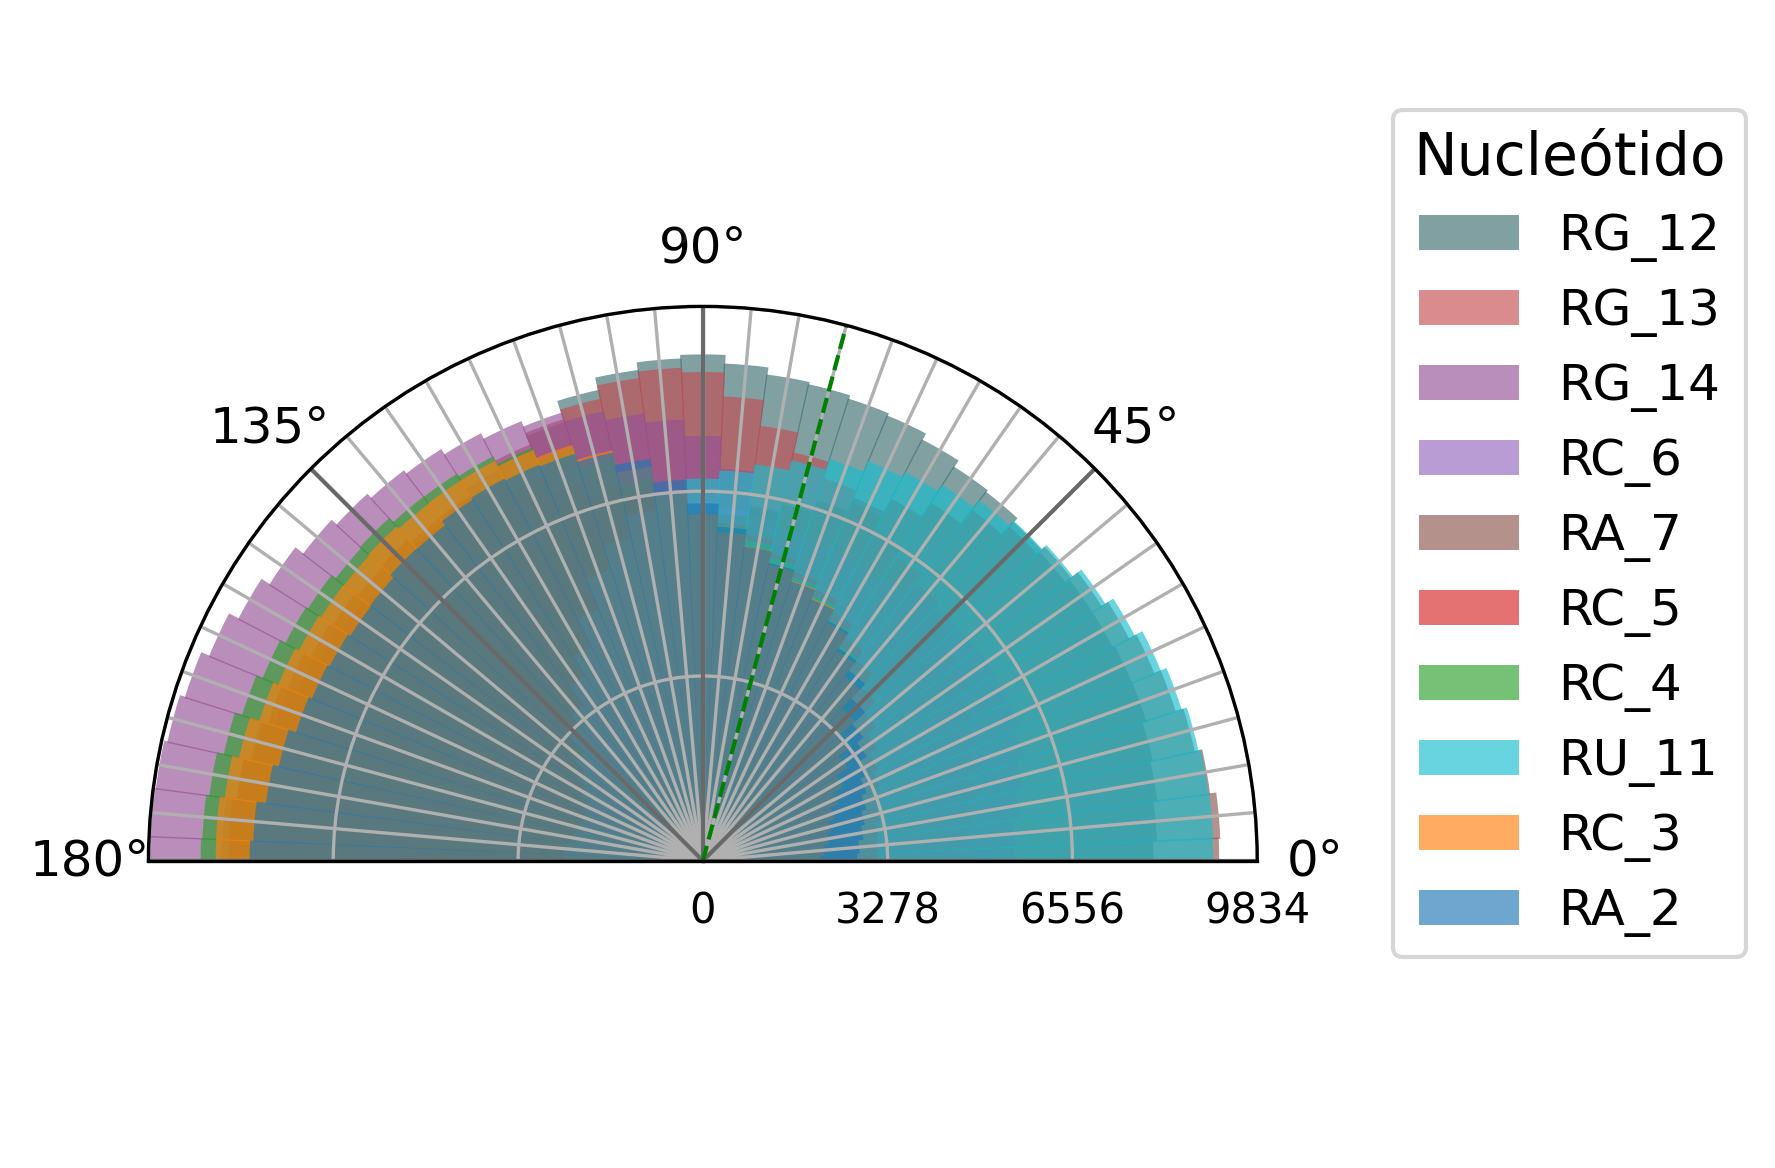 90°
135°
45°
180°
0°
0
3278
6556
9834
Nucleótido
RG_12
RG_13
RG_14
RC_6
RA_7
RC_5
RC_4
RU_11
RC_3
RA_2